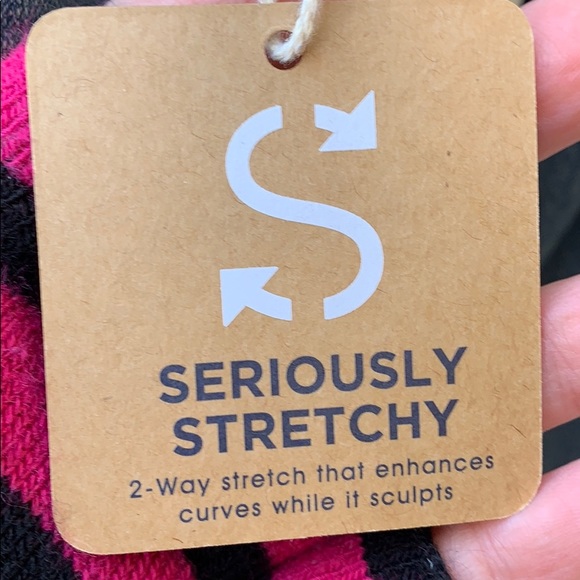 S
SERIOUSLY
STRETCHY
2-Way stretch that enhances
curves while it sculpts